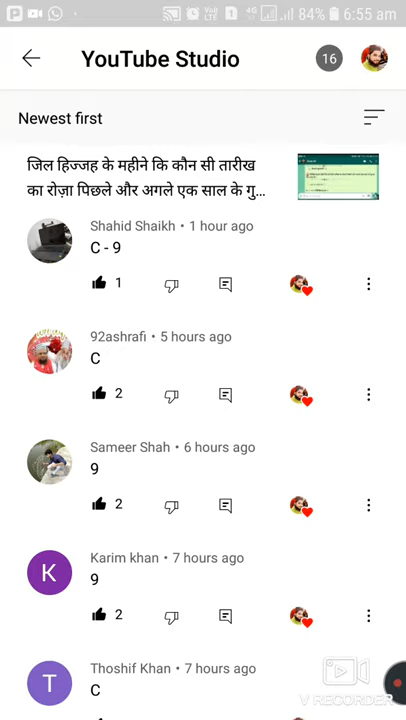 84% 6:55 am
YouTube Studio
16
Newest first
जिल हिज्जह के महीने कि कौन सी तारीख
का रोज़ा पिछले और अगले एक साल के गु...
Shahid Shaikh • 1 hour ago
C - 9
1
92ashrafi • 5 hours ago
C
2
Sameer Shah • 6 hours ago
9
2
K
Karim khan • 7 hours ago
9
2
T
Thoshif Khan • 7 hours ago
C
V RECORDER